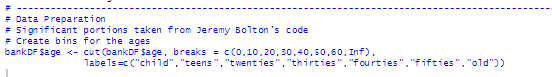 # ------------------------------------------------------------------------------
# Data Preparation
# Significant portions taken from Jeremy Bolton's code
# Create bins for the ages
bankDF$age <- cut(bankDF$age, breaks = c(0,10,20,30,40,50,60,Inf),
labels=c("child","teens","twenties","thirties","fourties","fifties","old"))